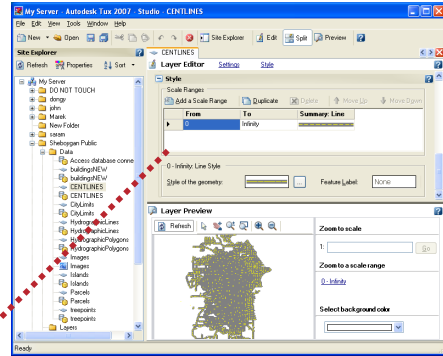 My Server - Autodesk Tux 2007 - Studio - CENTLINES
File Edit View Tools Window Help
New Open Site Explorer Edit Split Preview
Site Explorer
Refresh Properties Sort
My Server
DO NOT TOUCH
dongy
john
Marek
New Folder
saram
Sheboygan Public
Data
Access database conne
buildingsNEW
buildingsNEW
CENTLINES
CENTLINES
CityLimits
CityLimits
HydrographicLines
HydrographicLines
HydrographicPolygons
HydrographicPolygons
Images
Images
Islands
Islands
Parcels
Parcels
treepoints
treepoints
Layers
Ready
CENTLINES
Layer Editor Settings Style
Style
Scale Ranges
Add a Scale Range Duplicate Delete Move Up Move Down
From To Summary: Line
0 Infinity
0 - Infinity: Line Style
Style of the geometry: ... Feature Label: None
Layer Preview
Refresh
Zoom to scale
1: Go
Zoom to a scale range
0 - Infinity
Select background color